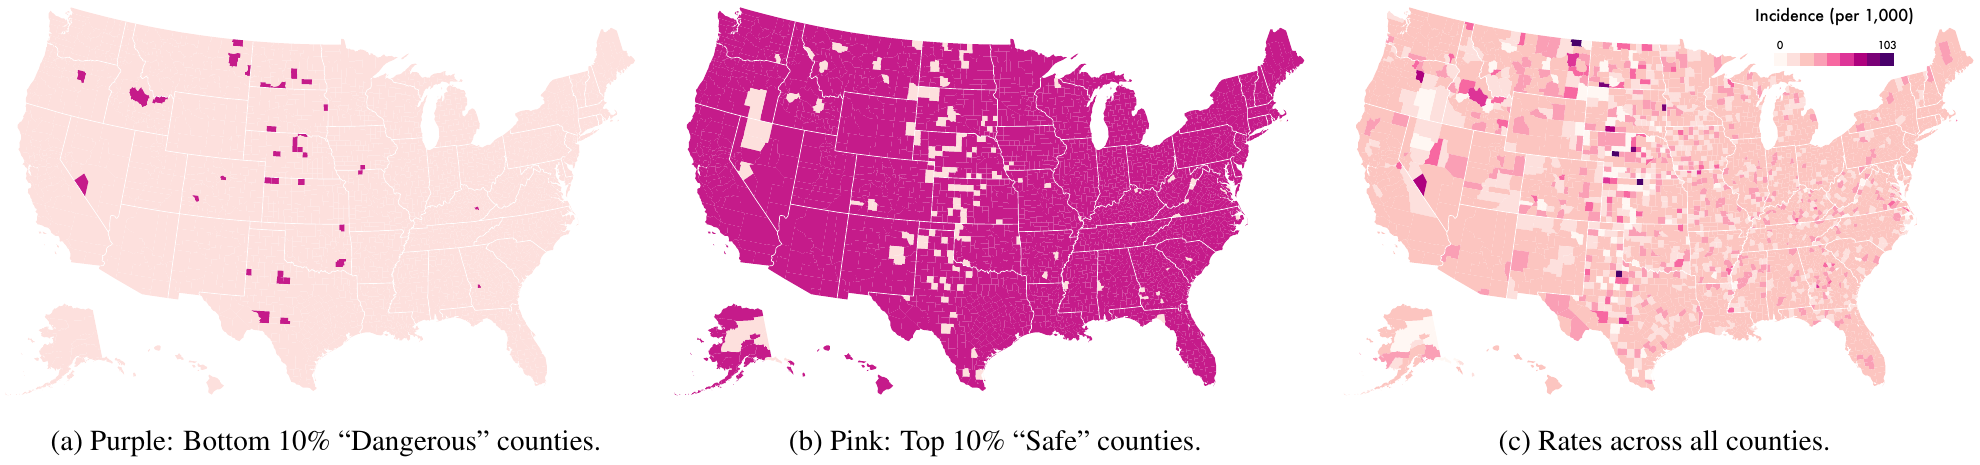 Incidence (per 1,000)
0 103
(a) Purple: Bottom 10% “Dangerous” counties.
(b) Pink: Top 10% “Safe” counties.
(c) Rates across all counties.